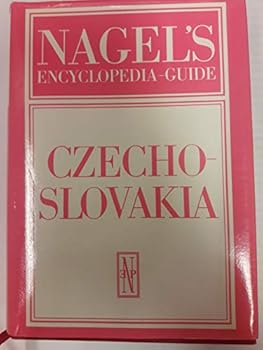 NAGEL'S
ENCYCLOPEDIA-GUIDE
CZECHO-
SLOVAKIA